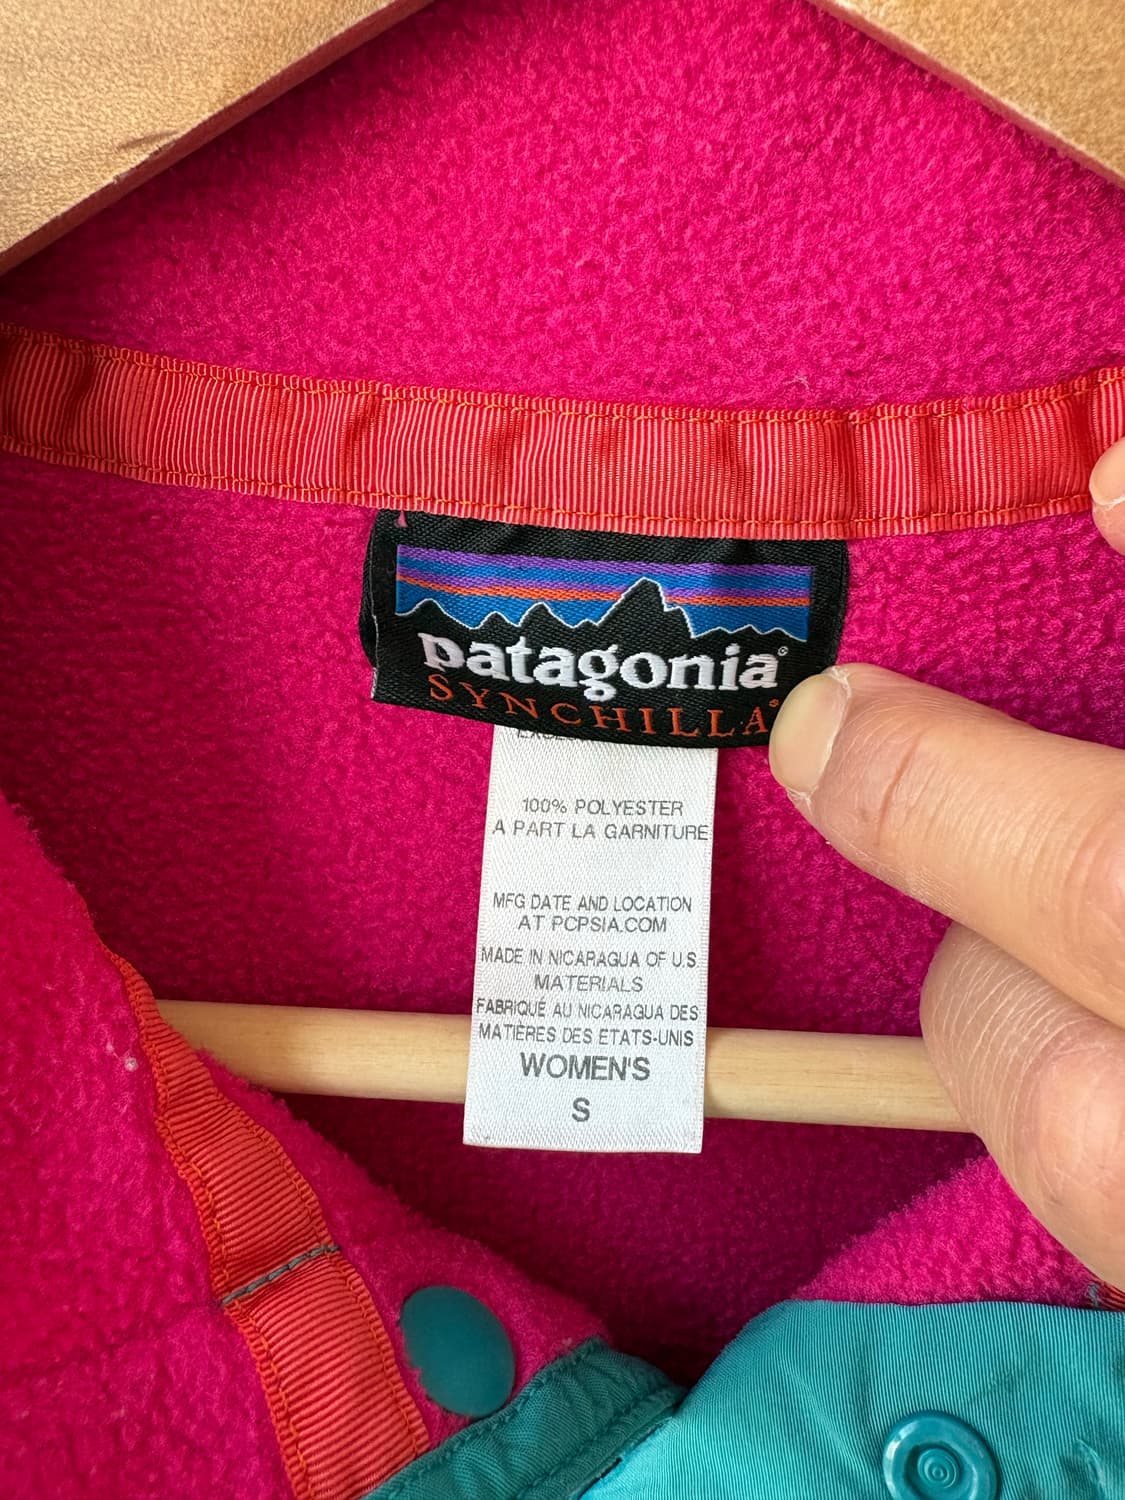 patagonia®
SYNCHILLA®
100% POLYESTER
A PART LA GARNITURE
MFG DATE AND LOCATION
AT PCPSIA.COM
MADE IN NICARAGUA OF U.S.
MATERIALS
FABRIQUÉ AU NICARAGUA DES
MATIÈRES DES ETATS-UNIS
WOMEN'S
S